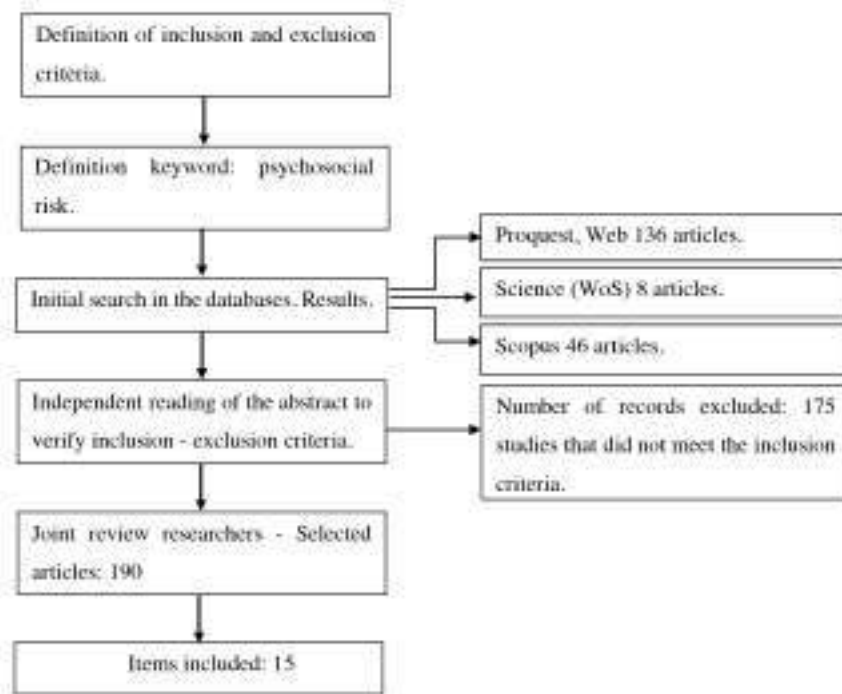 Definition of inclusion and exclusion
criteria.
Definition keyword: psychosocial
risk.
Initial search in the databases. Results.
Proquest, Web 136 articles.
Science (WoS) 8 articles.
Scopus 46 articles.
Independent reading of the abstract to
verify inclusion - exclusion criteria.
Number of records excluded: 175
studies that did not meet the inclusion
criteria.
Joint review researchers - Selected
articles: 190
Items included: 15